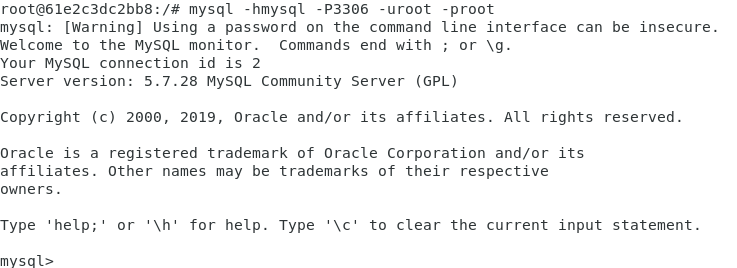 root@61e2c3dc2bb8:/# mysql -hmysql -P3306 -uroot -proot
mysql: [Warning] Using a password on the command line interface can be insecure.
Welcome to the MySQL monitor.  Commands end with ; or \g.
Your MySQL connection id is 2
Server version: 5.7.28 MySQL Community Server (GPL)

Copyright (c) 2000, 2019, Oracle and/or its affiliates. All rights reserved.

Oracle is a registered trademark of Oracle Corporation and/or its
affiliates. Other names may be trademarks of their respective
owners.

Type 'help;' or '\h' for help. Type '\c' to clear the current input statement.

mysql>